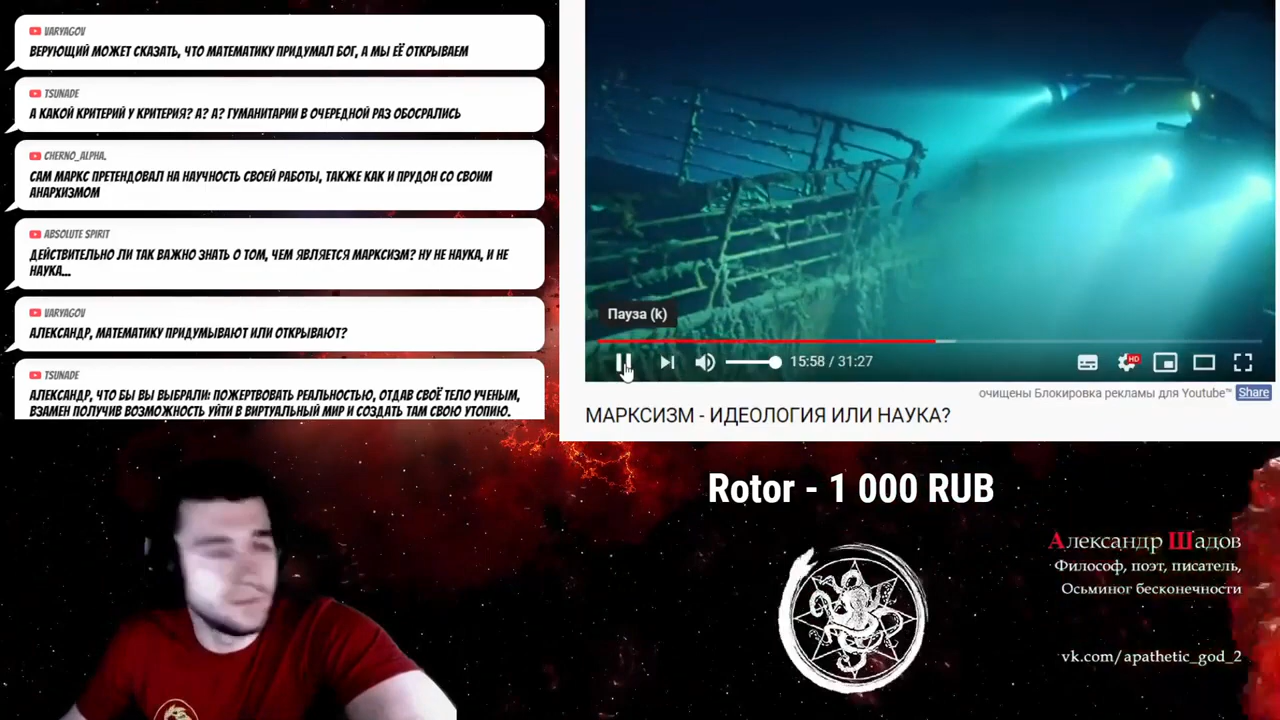 VARYAGOV
ВЕРУЮЩИЙ МОЖЕТ СКАЗАТЬ, ЧТО МАТЕМАТИКУ ПРИДУМАЛ БОГ, А МЫ ЕЁ ОТКРЫВАЕМ
TSUNADE
А КАКОЙ КРИТЕРИЙ У КРИТЕРИЯ? А? А? ГУМАНИТАРИИ В ОЧЕРЕДНОЙ РАЗ ОБОСРАЛИСЬ
CHERNO_ALPHA.
САМ МАРКС ПРЕТЕНДОВАЛ НА НАУЧНОСТЬ СВОЕЙ РАБОТЫ, ТАКЖЕ КАК И ПРУДОН СО СВОИМ
АНАРХИЗМОМ
ABSOLUTE SPIRIT
ДЕЙСТВИТЕЛЬНО ЛИ ТАК ВАЖНО ЗНАТЬ О ТОМ, ЧЕМ ЯВЛЯЕТСЯ МАРКСИЗМ? НУ НЕ НАУКА, И НЕ
НАУКА...
VARYAGOV
АЛЕКСАНДР, МАТЕМАТИКУ ПРИДУМЫВАЮТ ИЛИ ОТКРЫВАЮТ?
TSUNADE
АЛЕКСАНДР, ЧТО БЫ ВЫ ВЫБРАЛИ: ПОЖЕРТВОВАТЬ РЕАЛЬНОСТЬЮ, ОТДАВ СВОЁ ТЕЛО УЧЕНЫМ,
ВЗАМЕН ПОЛУЧИВ ВОЗМОЖНОСТЬ УЙТИ В ВИРТУАЛЬНЫЙ МИР И СОЗДАТЬ ТАМ СВОЮ УТОПИЮ.
Пауза (k)
15:58 / 31:27
HD
очищены Блокировка рекламы для Youtube™ Share
МАРКСИЗМ - ИДЕОЛОГИЯ ИЛИ НАУКА?
Rotor - 1 000 RUB
Александр Шадов
Философ, поэт, писатель,
Осьминог бесконечности
vk.com/apathetic_god_2